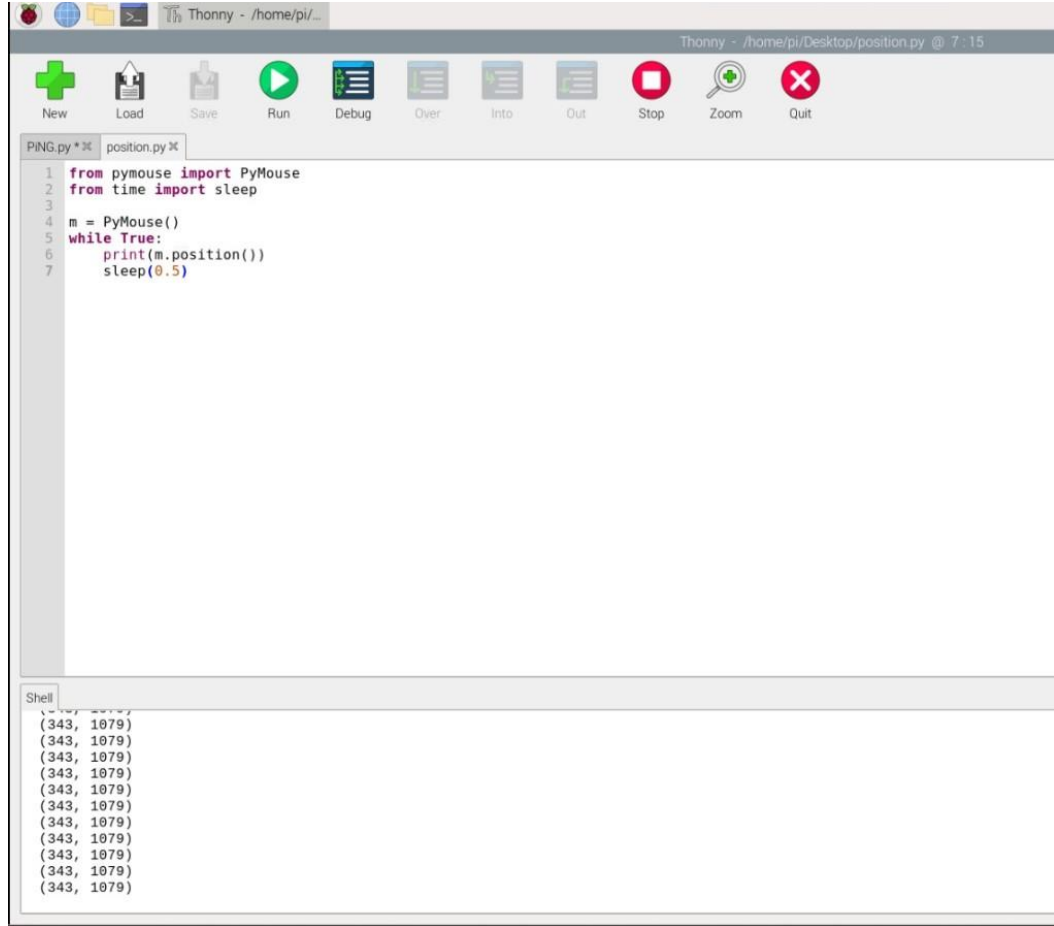 Thonny - /home/pi/...
Thonny - /home/pi/Desktop/position.py @ 7:15
New Load Save Run Debug Over Into Out Stop Zoom Quit
PiNG.py * position.py
1 from pymouse import PyMouse
2 from time import sleep
3
4 m = PyMouse()
5 while True:
6     print(m.position())
7     sleep(0.5)
Shell
(343, 1079)
(343, 1079)
(343, 1079)
(343, 1079)
(343, 1079)
(343, 1079)
(343, 1079)
(343, 1079)
(343, 1079)
(343, 1079)
(343, 1079)